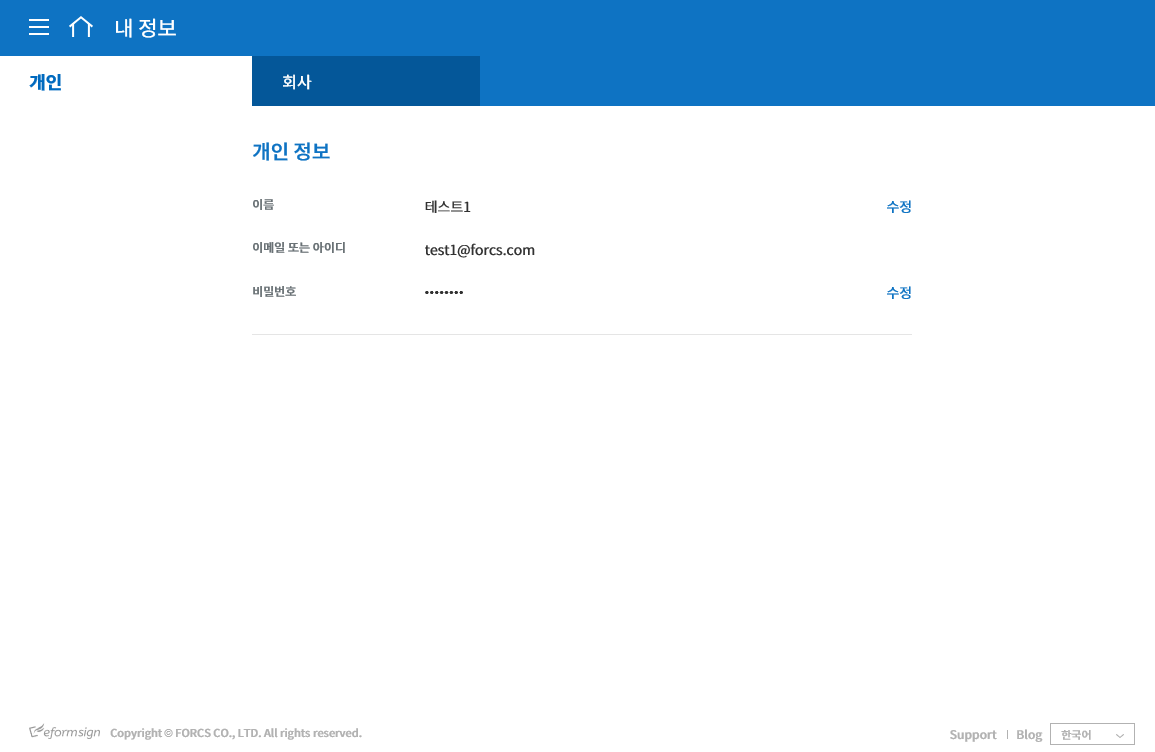 내 정보
개인
회사
개인 정보
이름 테스트1 수정
이메일 또는 아이디 test1@forcs.com
비밀번호 •••••••• 수정
eformsign Copyright © FORCS CO., LTD. All rights reserved. Support | Blog 한국어